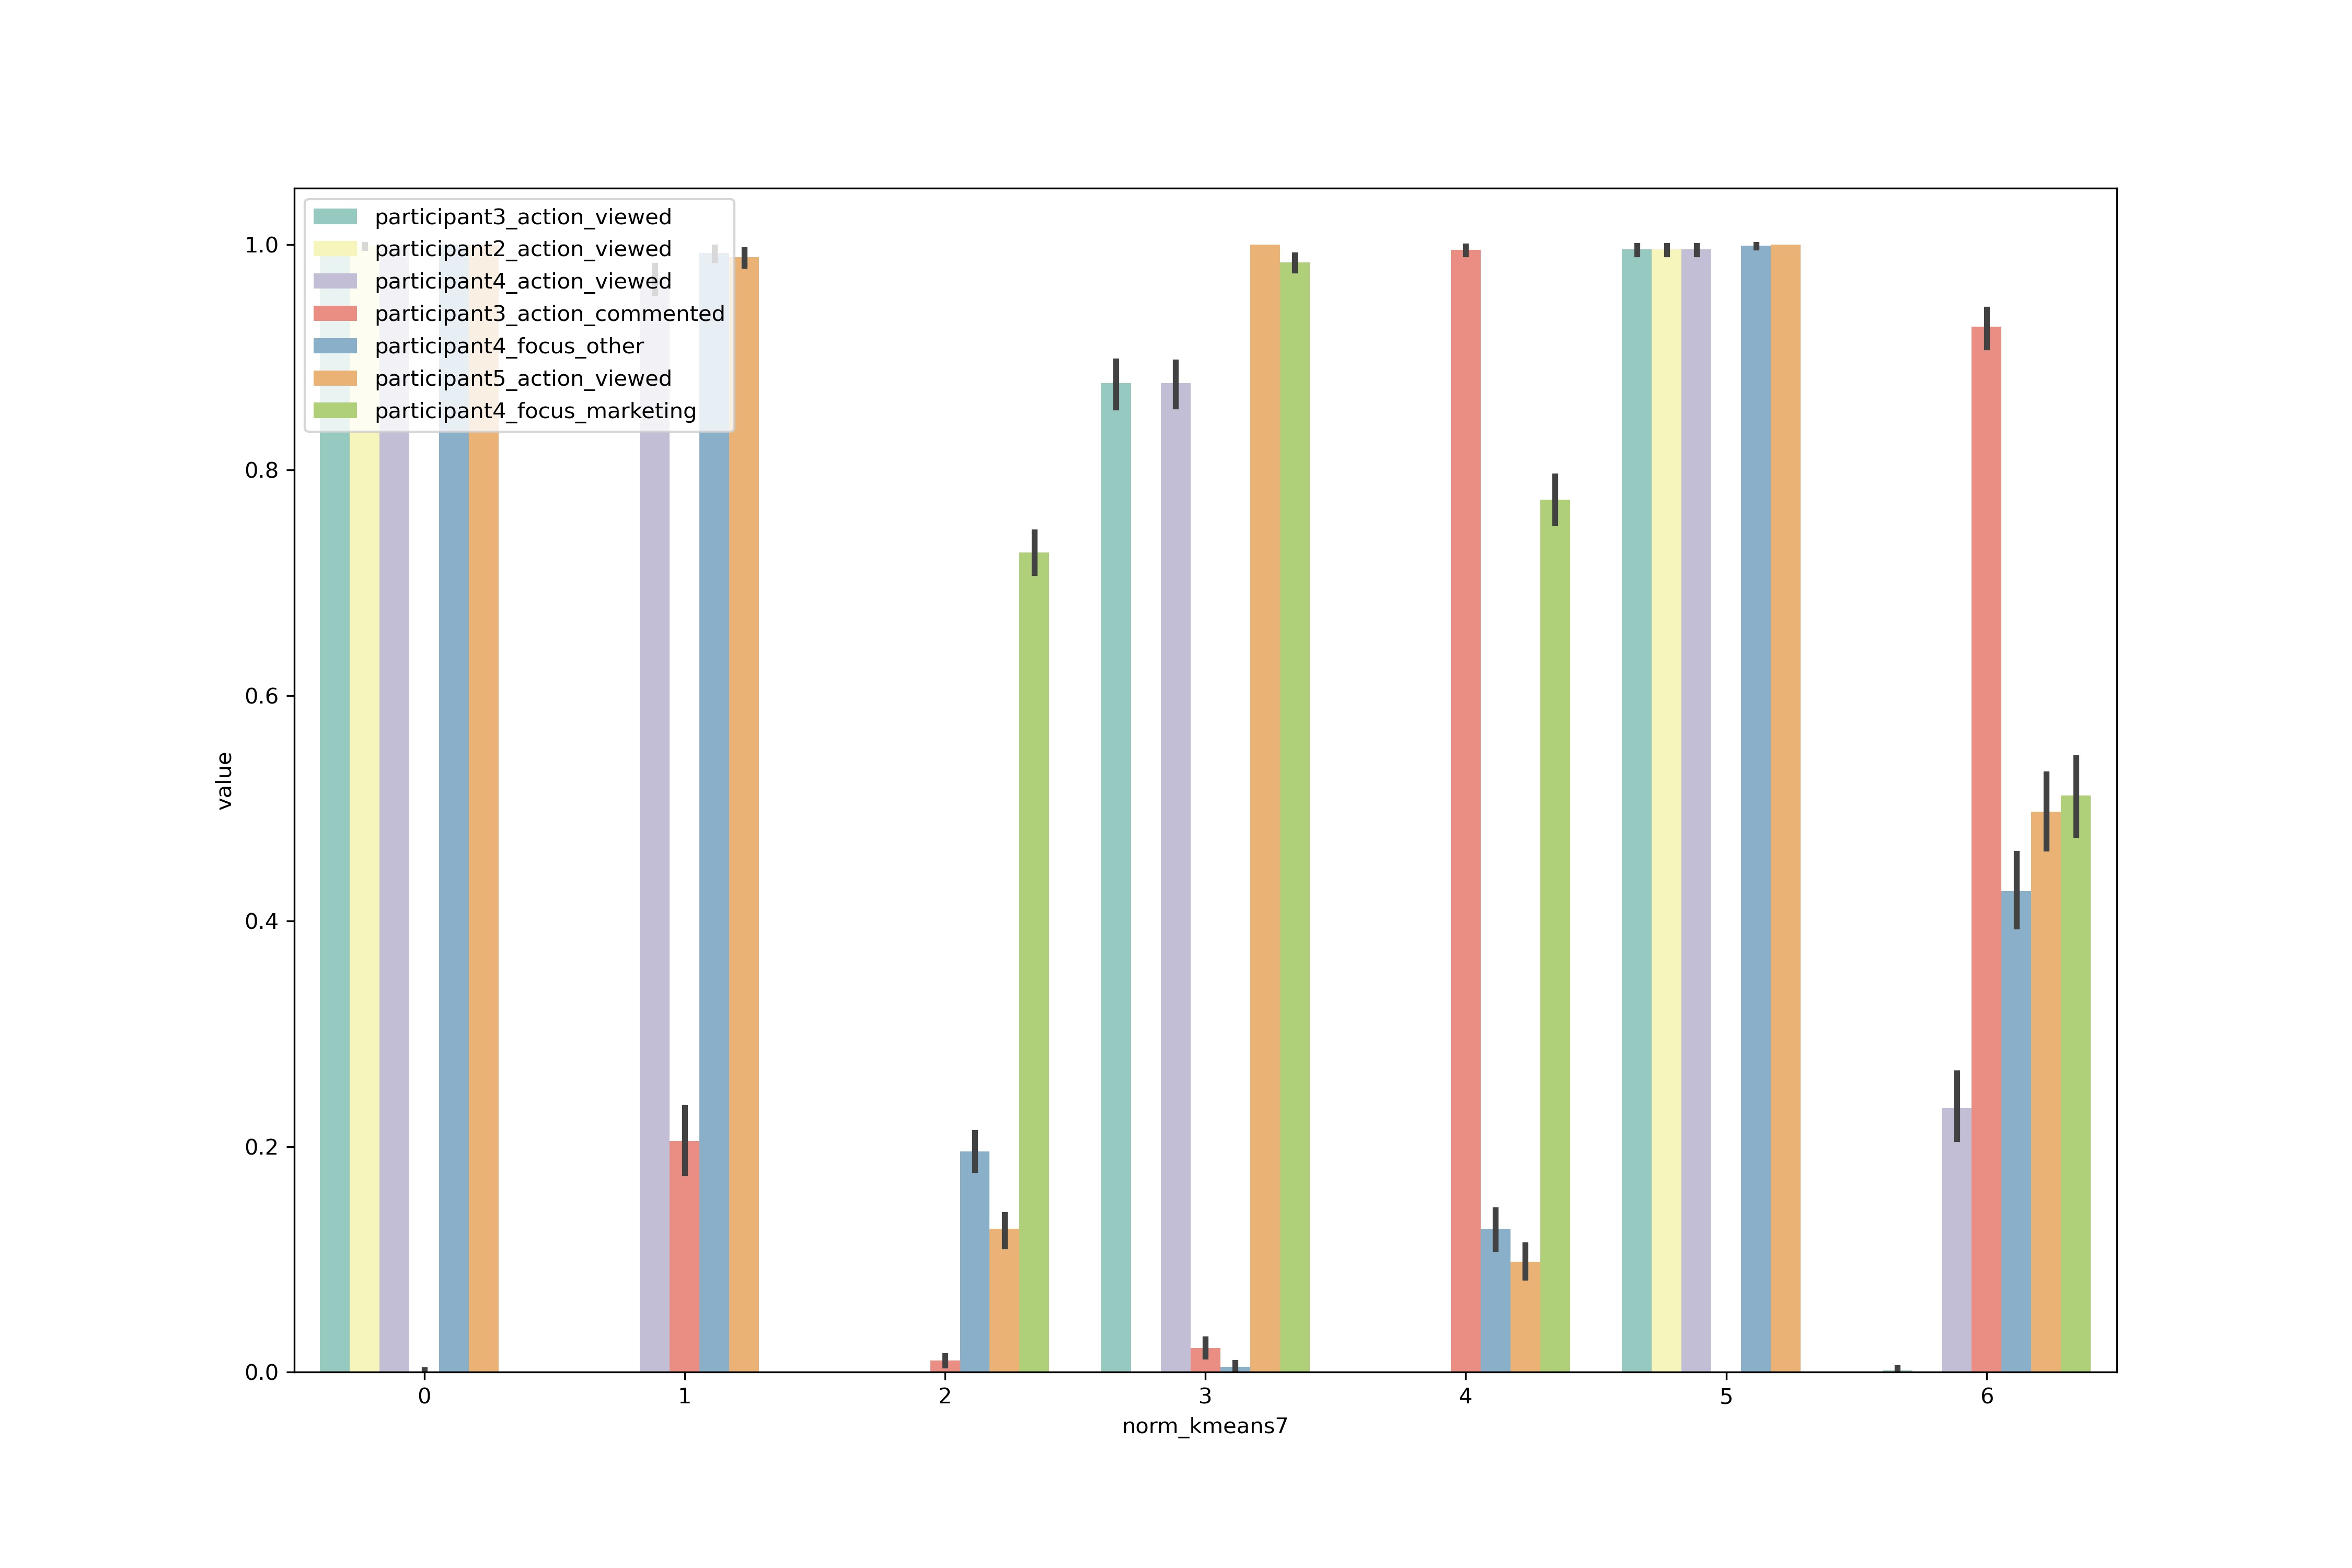 participant3_action_viewed
participant2_action_viewed
participant4_action_viewed
participant3_action_commented
participant4_focus_other
participant5_action_viewed
participant4_focus_marketing
1.0
0.8
0.6
0.4
0.2
0.0
value
0 1 2 3 4 5 6
norm_kmeans7